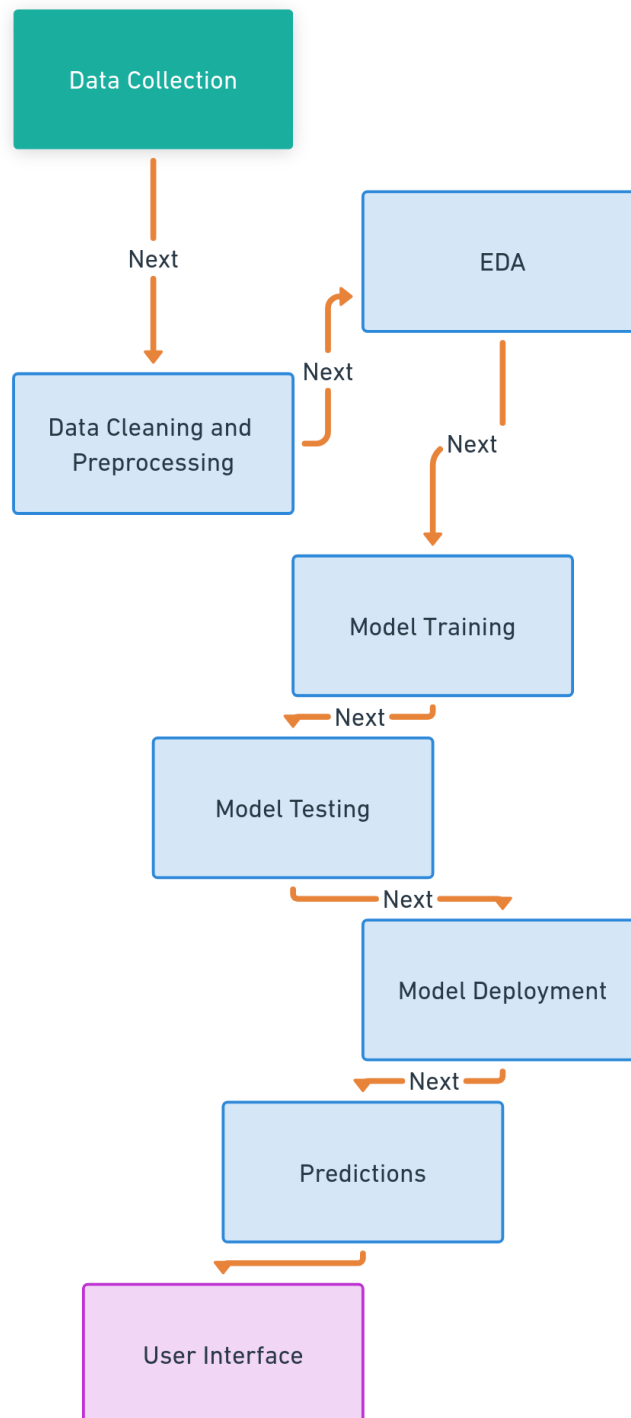 Data Collection
Next
EDA
Next
Data Cleaning and
Preprocessing
Next
Model Training
Next
Model Testing
Next
Model Deployment
Next
Predictions
User Interface